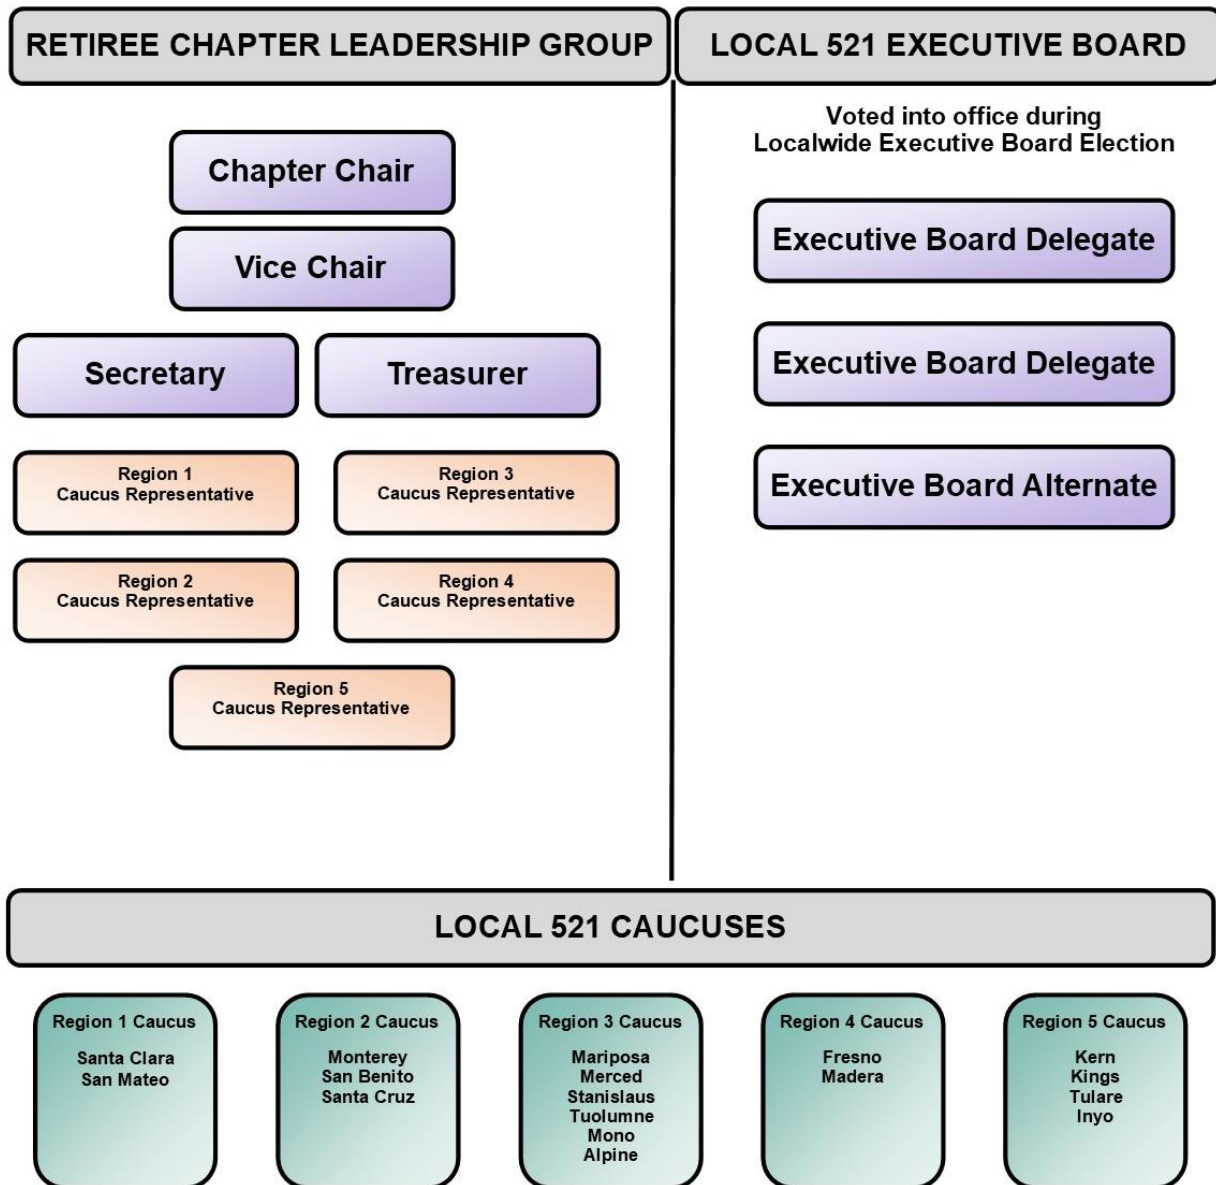 RETIREE CHAPTER LEADERSHIP GROUP
Chapter Chair
Vice Chair
Secretary
Treasurer
Region 1
Caucus Representative
Region 3
Caucus Representative
Region 2
Caucus Representative
Region 4
Caucus Representative
Region 5
Caucus Representative
LOCAL 521 EXECUTIVE BOARD
Voted into office during
Localwide Executive Board Election
Executive Board Delegate
Executive Board Delegate
Executive Board Alternate
LOCAL 521 CAUCUSES
Region 1 Caucus
Santa Clara
San Mateo
Region 2 Caucus
Monterey
San Benito
Santa Cruz
Region 3 Caucus
Mariposa
Merced
Stanislaus
Tuolumne
Mono
Alpine
Region 4 Caucus
Fresno
Madera
Region 5 Caucus
Kern
Kings
Tulare
Inyo